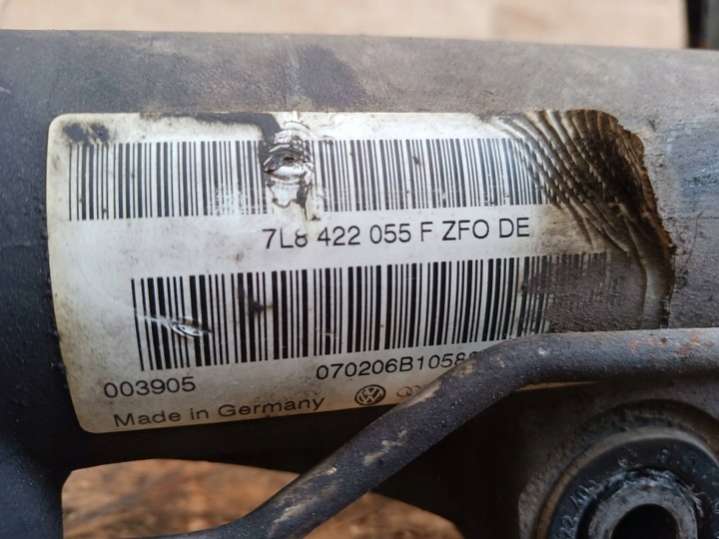 7L8 422 055 F ZFO DE
070206B1058
003905
Made in Germany